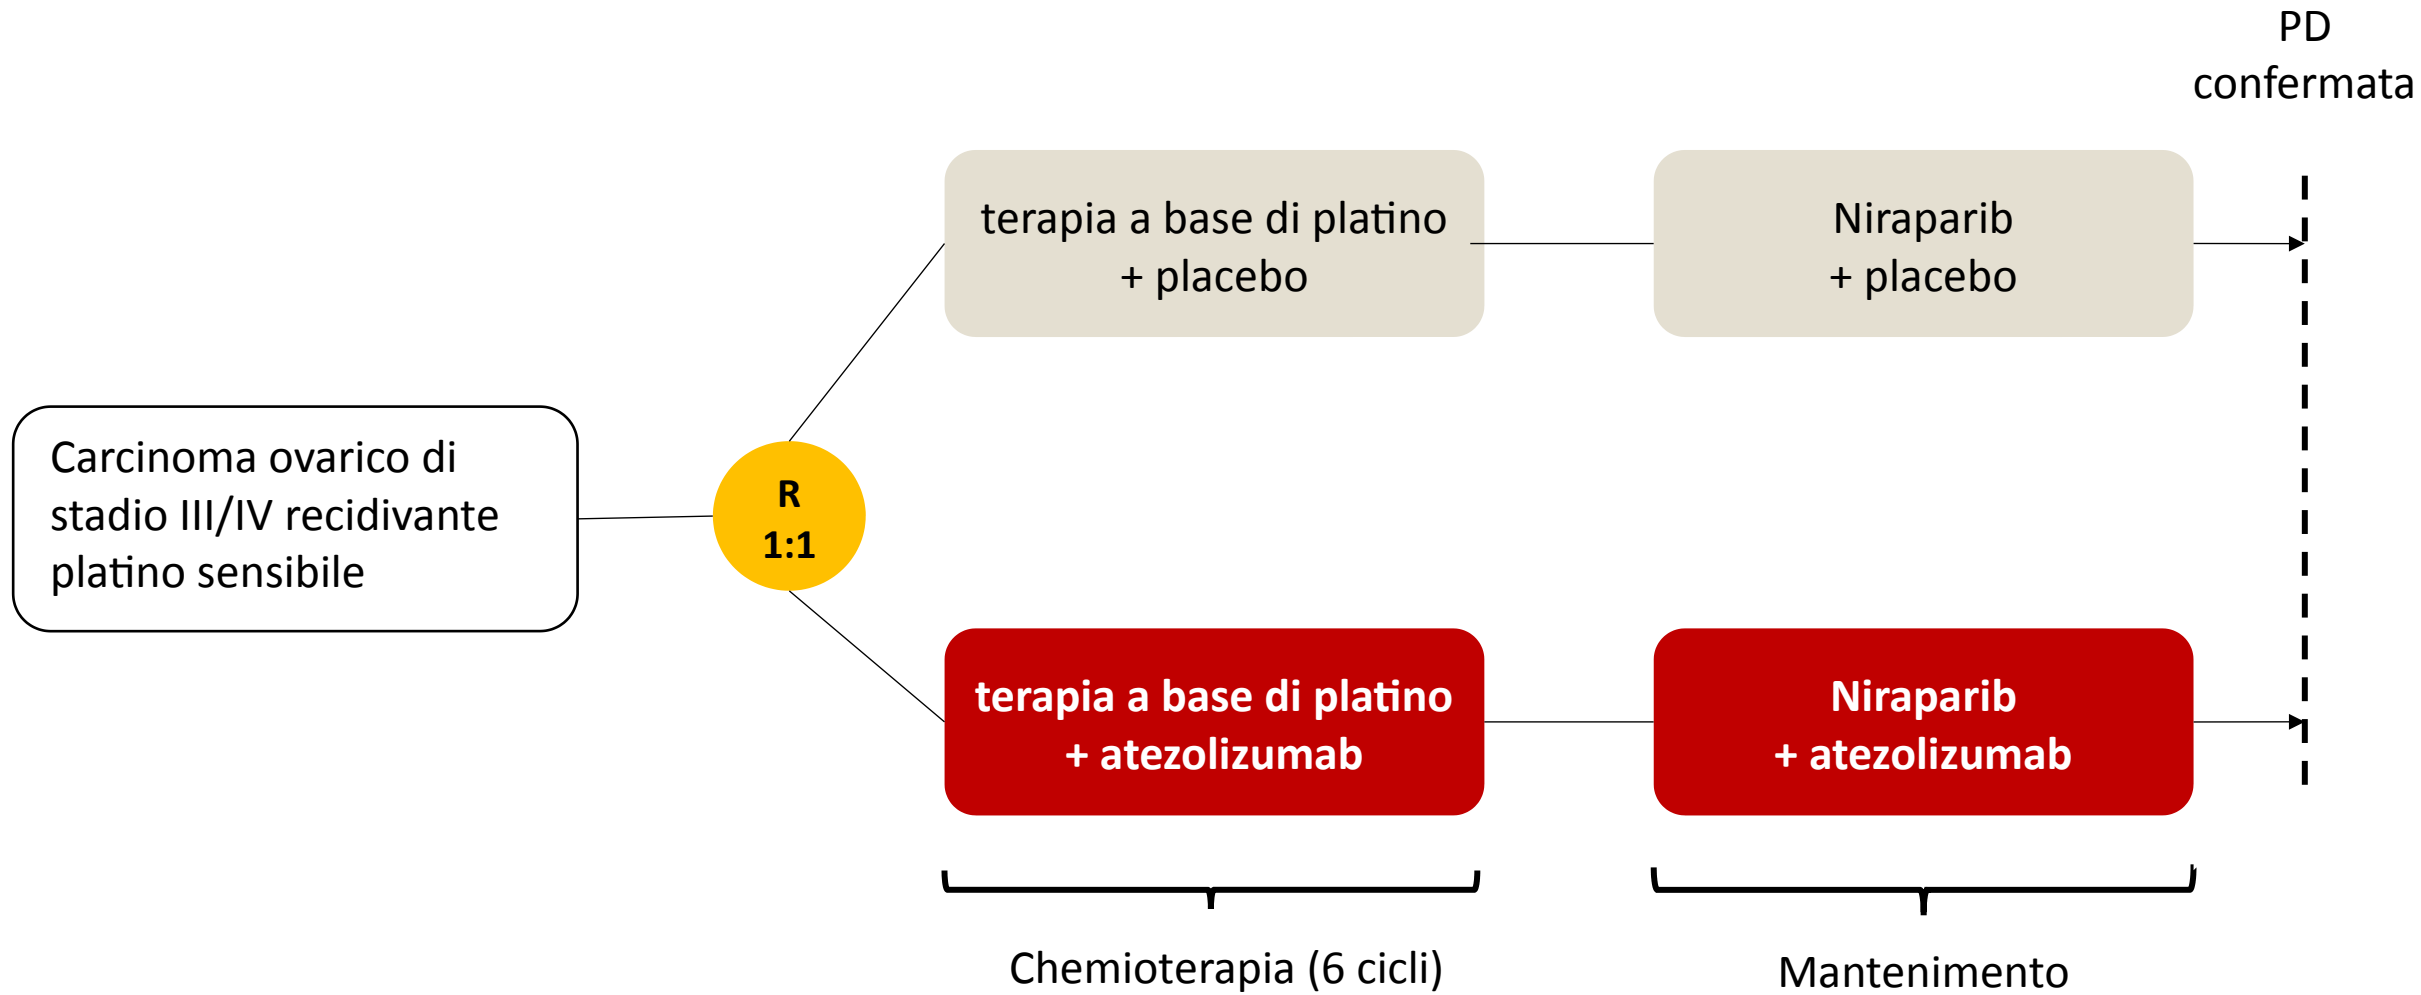 PD
confermata
terapia a base di platino
+ placebo
Niraparib
+ placebo
Carcinoma ovarico di
stadio III/IV recidivante
platino sensibile
R
1:1
terapia a base di platino
+ atezolizumab
Niraparib
+ atezolizumab
Chemioterapia (6 cicli)
Mantenimento